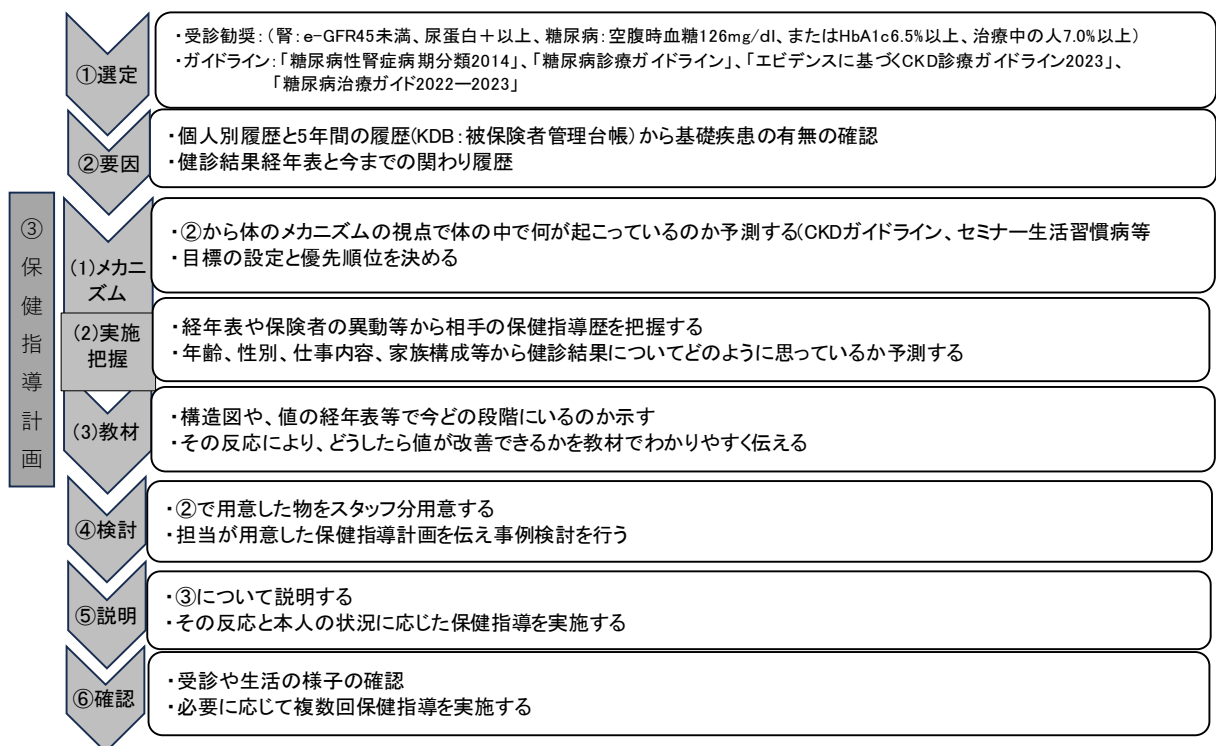 ①選定
・受診勧奨：（腎：e-GFR45未満、尿蛋白＋以上、糖尿病：空腹時血糖126mg/dl、またはHbA1c6.5%以上、治療中の人7.0%以上）
・ガイドライン：「糖尿病性腎症病期分類2014」、「糖尿病診療ガイドライン」、「エビデンスに基づくCKD診療ガイドライン2023」、
「糖尿病治療ガイド2022―2023」
②要因
・個人別履歴と5年間の履歴(KDB：被保険者管理台帳)から基礎疾患の有無の確認
・健診結果経年表と今までの関わり履歴
③保健指導計画
(1)メカニ
ズム
・②から体のメカニズムの視点で体の中で何が起こっているのか予測する(CKDガイドライン、セミナー生活習慣病等
・目標の設定と優先順位を決める
(2)実施
把握
・経年表や保険者の異動等から相手の保健指導歴を把握する
・年齢、性別、仕事内容、家族構成等から健診結果についてどのように思っているか予測する
(3)教材
・構造図や、値の経年表等で今どの段階にいるのか示す
・その反応により、どうしたら値が改善できるかを教材でわかりやすく伝える
④検討
・②で用意した物をスタッフ分用意する
・担当が用意した保健指導計画を伝え事例検討を行う
⑤説明
・③について説明する
・その反応と本人の状況に応じた保健指導を実施する
⑥確認
・受診や生活の様子の確認
・必要に応じて複数回保健指導を実施する